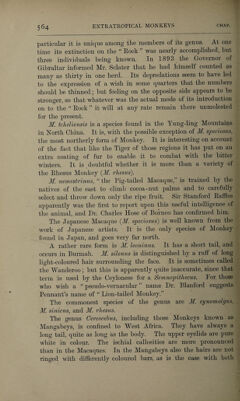 564 EXTRATROPICAL MONKEYS CHAP.
particular it is unique among the members of its genus. At one
time its extinction on the "Rock" was nearly accomplished, but
three individuals being known. In 1893 the Governor of
Gibraltar informed Mr. Sclater that he had himself counted as
many as thirty in one herd. Its depredations seem to have led
to the expression of a wish in some quarters that the numbers
should be thinned; but feeling on the opposite side appears to be
stronger, so that whatever was the actual mode of its introduction
on to the "Rock" it will at any rate remain there unmolested
for the present.
M. tcheliensis is a species found in the Yung-ling Mountains
in North China. It is, with the possible exception of M. speciosus,
the most northerly form of Monkey. It is interesting on account
of the fact that like the Tiger of those regions it has put on an
extra coating of fur to enable it to combat with the bitter
winters. It is doubtful whether it is more than a variety of
the Rhesus Monkey (M. rhesus).
M. nemestrinus, "the Pig-tailed Macaque," is trained by the
natives of the east to climb cocoa-nut palms and to carefully
select and throw down only the ripe fruit. Sir Stamford Raffles
apparently was the first to report upon this useful intelligence of
the animal, and Dr. Charles Hose of Borneo has confirmed him.
The Japanese Macaque (M. speciosus) is well known from the
work of Japanese artists. It is the only species of Monkey
found in Japan, and goes very far north.
A rather rare form is M. leoninus. It has a short tail, and
occurs in Burmah. M. silenus is distinguished by a ruff of long
light-coloured hair surrounding the face. It is sometimes called
the Wanderoo; but this is apparently quite inaccurate, since that
term is used by the Ceylonese for a Semnopithecus. For those
who wish a "pseudo-vernacular" name Dr. Blanford suggests
Pennant's name of "Lion-tailed Monkey."
The commonest species of the genus are M. cynomolgus,
M. sinicus, and M. rhesus.
The genus Cercocebus, including those Monkeys known as
Mangabeys, is confined to West Africa. They have always a
long tail, quite as long as the body. The upper eyelids are pure
white in colour. The ischial callosities are more pronounced
than in the Macaques. In the Mangabeys also the hairs are not
ringed with differently coloured bars, as is the case with both